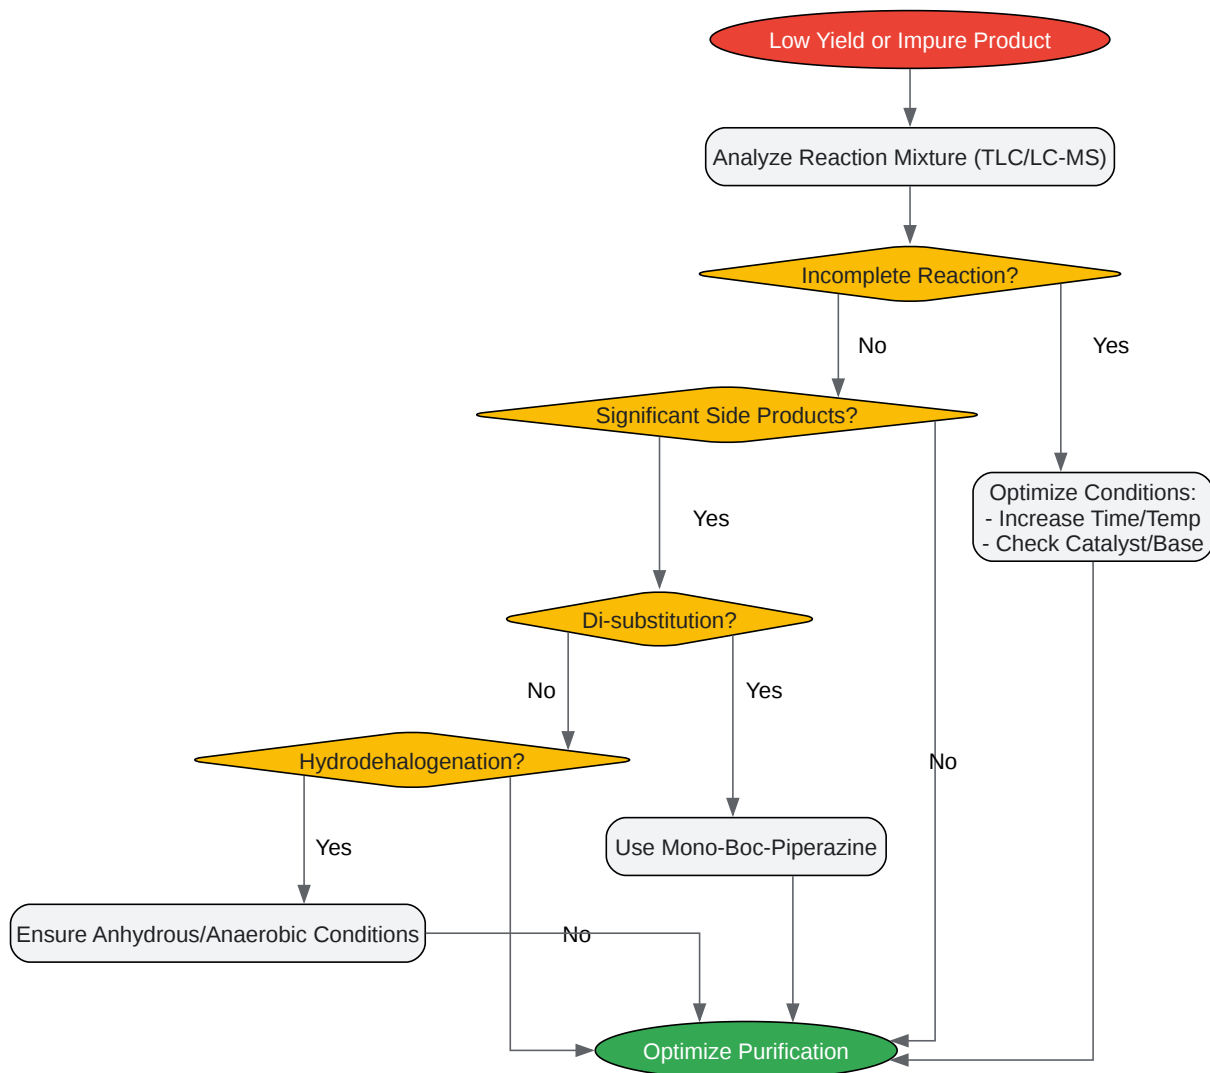 Low Yield or Impure Product
Analyze Reaction Mixture (TLC/LC-MS)
Incomplete Reaction?
No
Yes
Significant Side Products?
Optimize Conditions:
- Increase Time/Temp
- Check Catalyst/Base
Yes
Di-substitution?
No
Yes
Hydrodehalogenation?
No
Yes
Use Mono-Boc-Piperazine
Ensure Anhydrous/Anaerobic Conditions
No
Optimize Purification